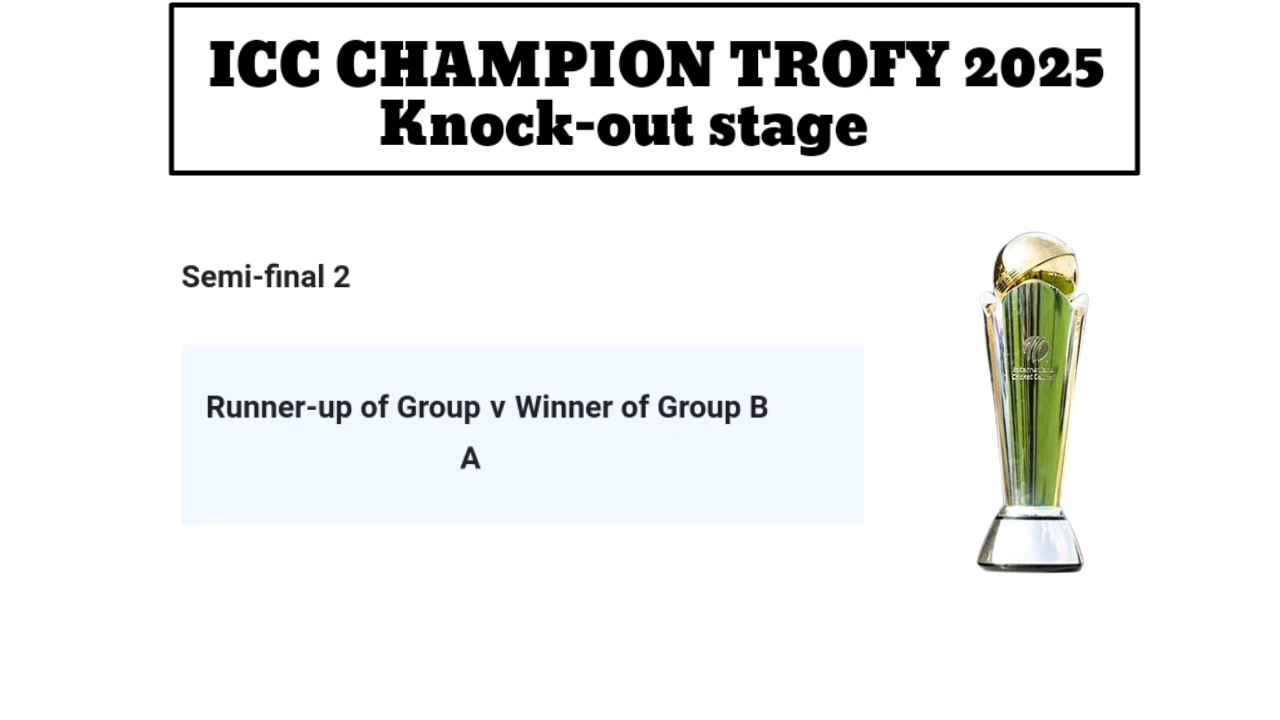 ICC CHAMPION TROFY 2025
Knock-out stage
Semi-final 2
Runner-up of Group v Winner of Group B
A